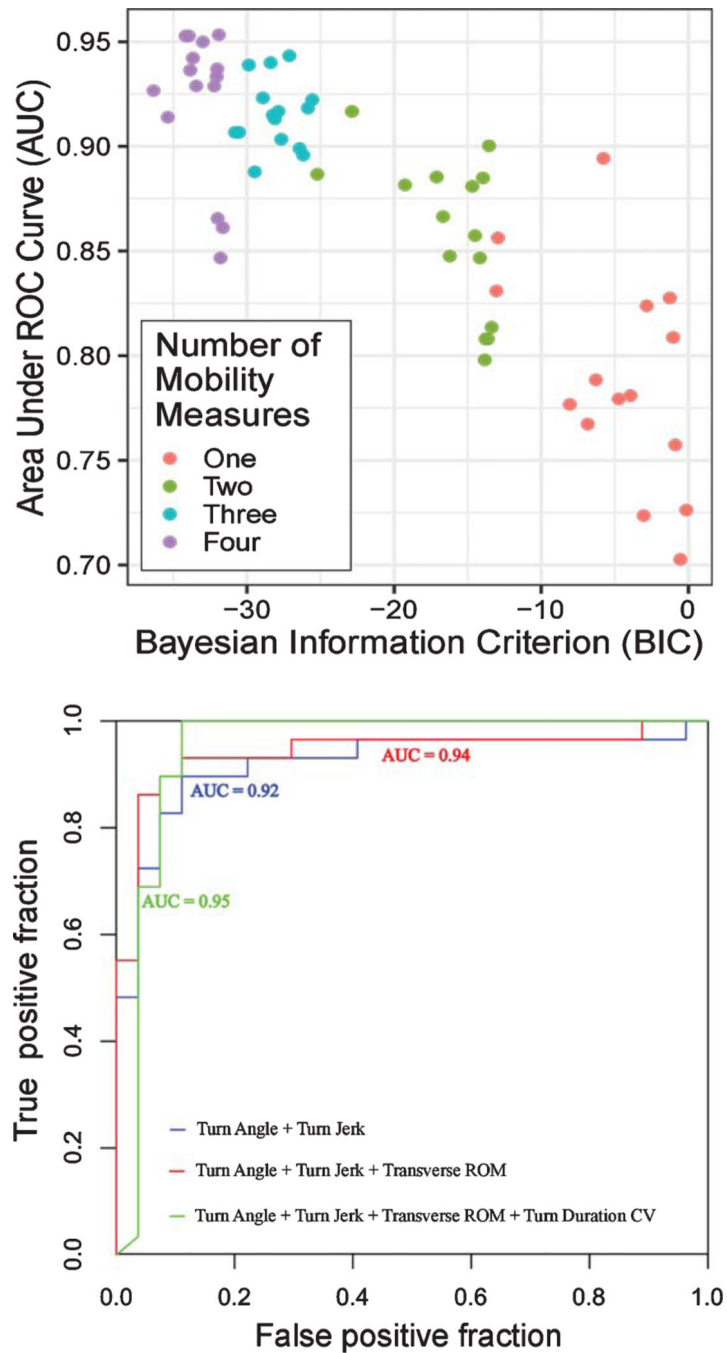 Area Under ROC Curve (AUC)
0.95
0.90
0.85
0.80
0.75
0.70
Number of
Mobility
Measures
One
Two
Three
Four
−30
−20
−10
0
Bayesian Information Criterion (BIC)
True positive fraction
1.0
0.8
0.6
0.4
0.2
0.0
AUC = 0.94
AUC = 0.92
AUC = 0.95
Turn Angle + Turn Jerk
Turn Angle + Turn Jerk + Transverse ROM
Turn Angle + Turn Jerk + Transverse ROM + Turn Duration CV
0.0
0.2
0.4
0.6
0.8
1.0
False positive fraction